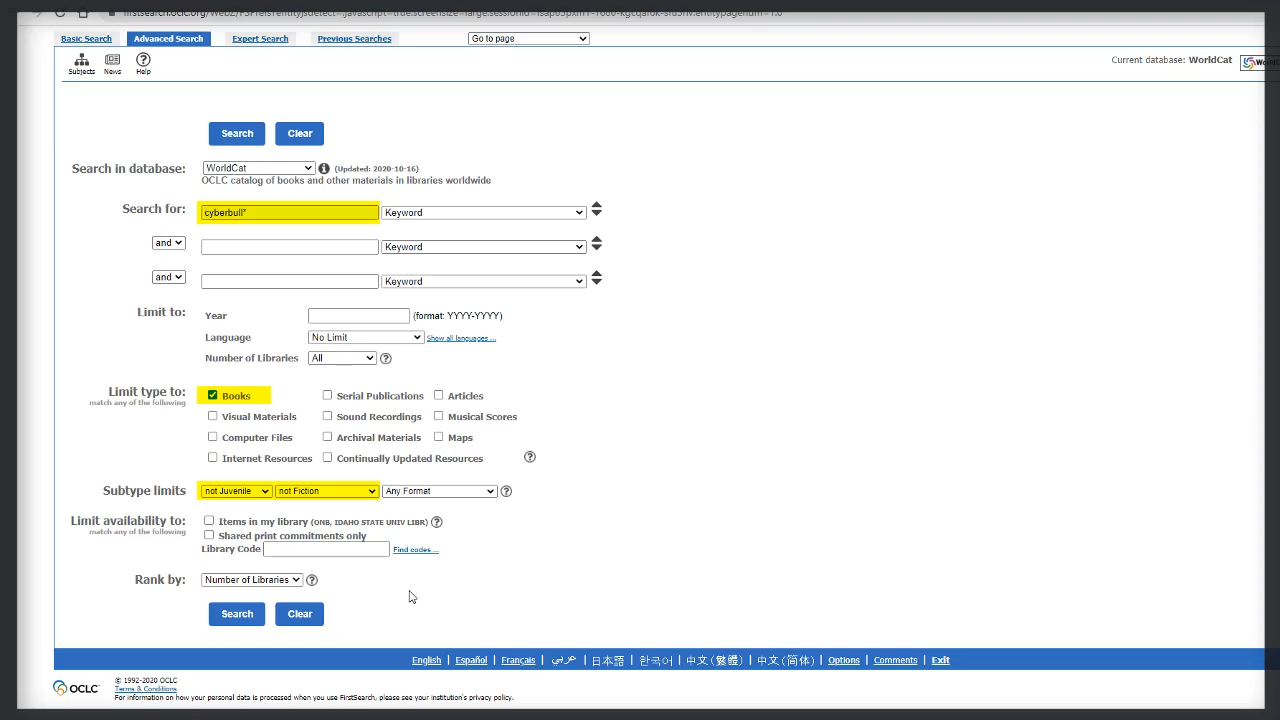 Basic Search Advanced Search Expert Search Previous Searches Go to page
Subjects News Help Current database: WorldCat
Search Clear
Search in database: WorldCat (Updated: 2020-10-16)
OCLC catalog of books and other materials in libraries worldwide
Search for: cyberbull* Keyword
and Keyword
and Keyword
Limit to: Year (format: YYYY-YYYY)
Language No Limit Show all languages ...
Number of Libraries All
Limit type to: Books Serial Publications Articles
match any of the following
Visual Materials Sound Recordings Musical Scores
Computer Files Archival Materials Maps
Internet Resources Continually Updated Resources
Subtype limits not Juvenile not Fiction Any Format
Limit availability to: Items in my library (ONB, IDAHO STATE UNIV LIBR)
match any of the following Shared print commitments only
Library Code Find codes ...
Rank by: Number of Libraries
Search Clear
English | Español | Français | عربي | 日本語 | 한국어 | 中文(繁體) | 中文(简体) | Options | Comments | Exit
OCLC © 1992-2020 OCLC
Terms & Conditions
For information on how your personal data is processed when you use FirstSearch, please see your institution's privacy policy.